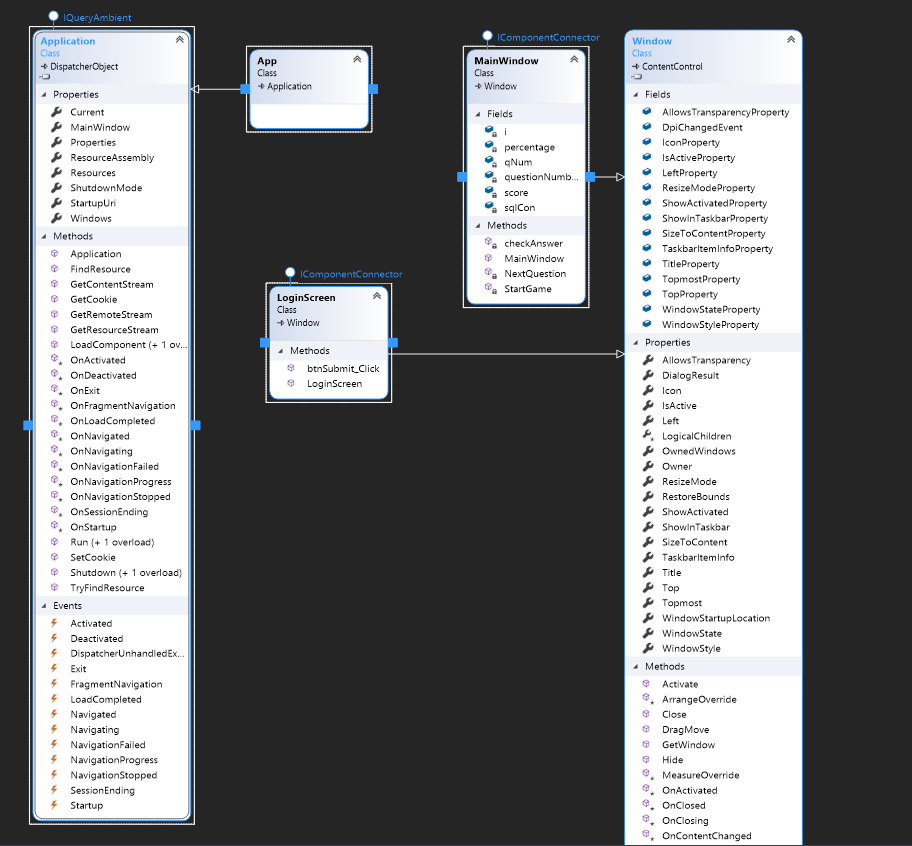 IQueryAmbient
Application
Class
DispatcherObject
Properties
Current
MainWindow
Properties
ResourceAssembly
Resources
ShutdownMode
StartupUri
Windows
Methods
Application
FindResource
GetContentStream
GetCookie
GetRemoteStream
GetResourceStream
LoadComponent (+ 1 ov...
OnActivated
OnDeactivated
OnExit
OnFragmentNavigation
OnLoadCompleted
OnNavigated
OnNavigating
OnNavigationFailed
OnNavigationProgress
OnNavigationStopped
OnSessionEnding
OnStartup
Run (+ 1 overload)
SetCookie
Shutdown (+ 1 overload)
TryFindResource
Events
Activated
Deactivated
DispatcherUnhandledEx...
Exit
FragmentNavigation
LoadCompleted
Navigated
Navigating
NavigationFailed
NavigationProgress
NavigationStopped
SessionEnding
Startup
App
Class
Application
IComponentConnector
LoginScreen
Class
Window
Methods
btnSubmit_Click
LoginScreen
IComponentConnector
MainWindow
Class
Window
Fields
i
percentage
qNum
questionNumb...
score
sqlCon
Methods
checkAnswer
MainWindow
NextQuestion
StartGame
Window
Class
ContentControl
Fields
AllowsTransparencyProperty
DpiChangedEvent
IconProperty
IsActiveProperty
LeftProperty
ResizeModeProperty
ShowActivatedProperty
ShowInTaskbarProperty
SizeToContentProperty
TaskbarItemInfoProperty
TitleProperty
TopmostProperty
TopProperty
WindowStateProperty
WindowStyleProperty
Properties
AllowsTransparency
DialogResult
Icon
IsActive
Left
LogicalChildren
OwnedWindows
Owner
ResizeMode
RestoreBounds
ShowActivated
ShowInTaskbar
SizeToContent
TaskbarItemInfo
Title
Top
Topmost
WindowStartupLocation
WindowState
WindowStyle
Methods
Activate
ArrangeOverride
Close
DragMove
GetWindow
Hide
MeasureOverride
OnActivated
OnClosed
OnClosing
OnContentChanged